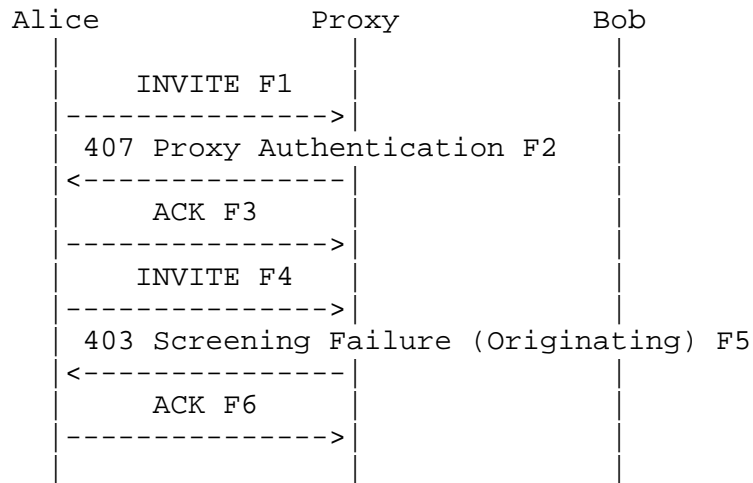 Alice Proxy Bob
INVITE F1
--------------->
407 Proxy Authentication F2
<---------------
ACK F3
--------------->
INVITE F4
--------------->
403 Screening Failure (Originating) F5
<---------------
ACK F6
--------------->